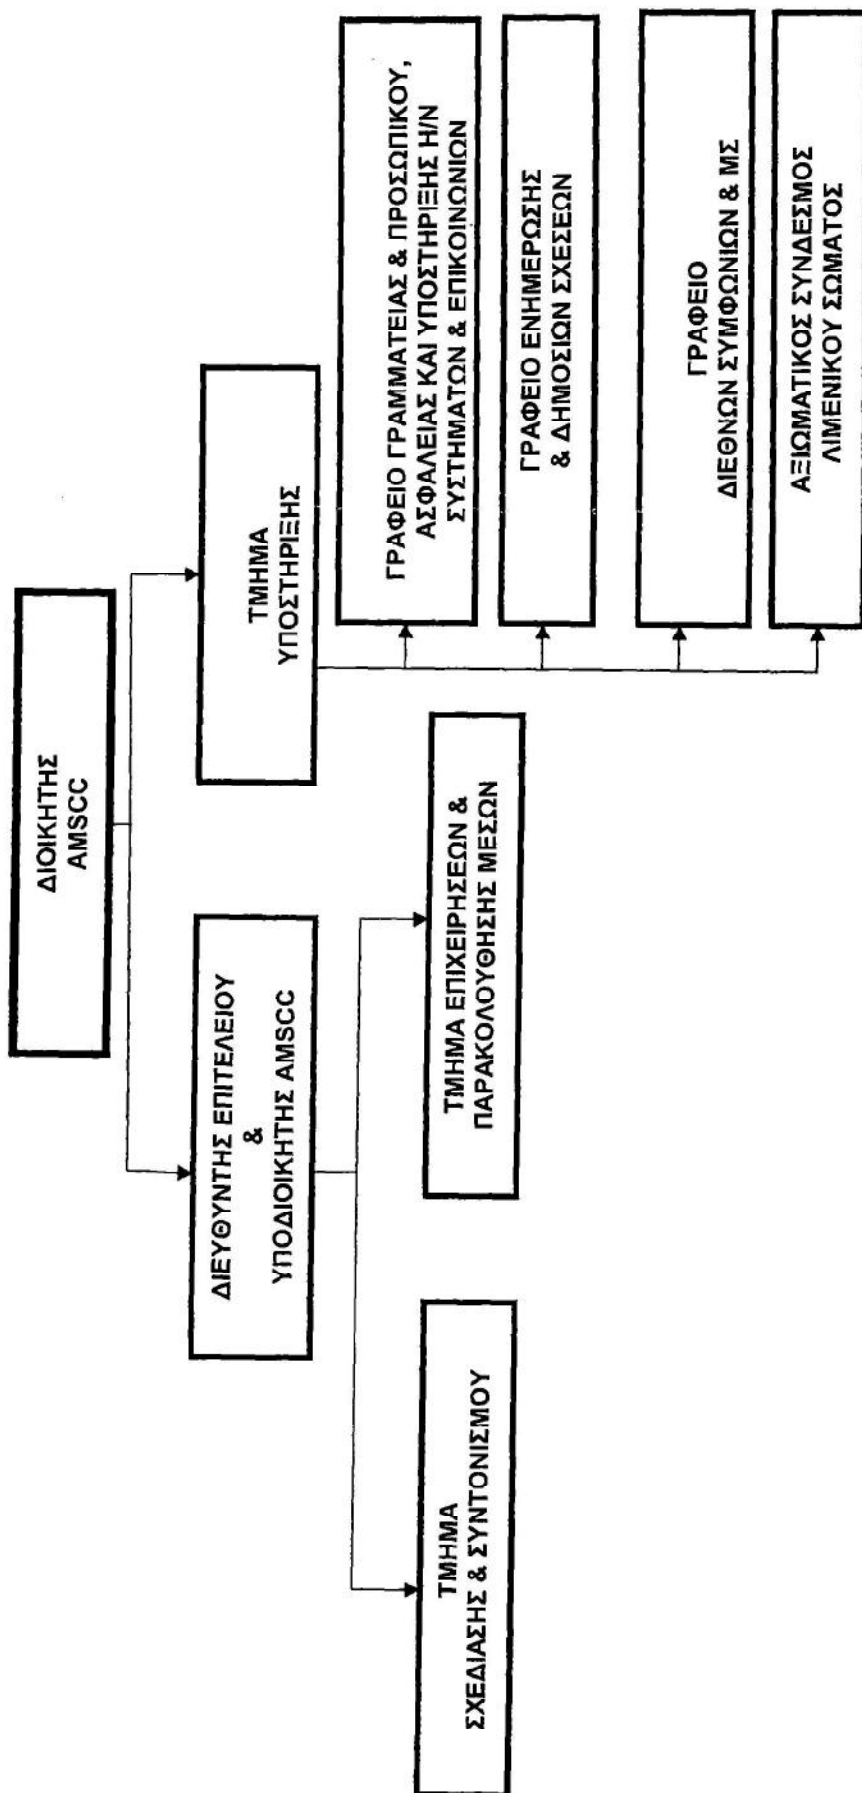 ΔΙΟΙΚΗΤΗΣ
AMSCC
ΔΙΕΥΘΥΝΤΗΣ ΕΠΙΤΕΛΕΙΟΥ
&
ΥΠΟΔΙΟΙΚΗΤΗΣ AMSCC
ΤΜΗΜΑ
ΥΠΟΣΤΗΡΙΞΗΣ
ΤΜΗΜΑ
ΣΧΕΔΙΑΣΗΣ & ΣΥΝΤΟΝΙΣΜΟΥ
ΤΜΗΜΑ ΕΠΙΧΕΙΡΗΣΕΩΝ &
ΠΑΡΑΚΟΛΟΥΘΗΣΗΣ ΜΕΣΩΝ
ΓΡΑΦΕΙΟ ΓΡΑΜΜΑΤΕΙΑΣ & ΠΡΟΣΩΠΙΚΟΥ,
ΑΣΦΑΛΕΙΑΣ ΚΑΙ ΥΠΟΣΤΗΡΙΞΗΣ Η/Ν
ΣΥΣΤΗΜΑΤΩΝ & ΕΠΙΚΟΙΝΩΝΙΩΝ
ΓΡΑΦΕΙΟ ΕΝΗΜΕΡΩΣΗΣ
& ΔΗΜΟΣΙΩΝ ΣΧΕΣΕΩΝ
ΓΡΑΦΕΙΟ
ΔΙΕΘΝΩΝ ΣΥΜΦΩΝΙΩΝ & ΜΣ
ΑΞΙΩΜΑΤΙΚΟΣ ΣΥΝΔΕΣΜΟΣ
ΛΙΜΕΝΙΚΟΥ ΣΩΜΑΤΟΣ